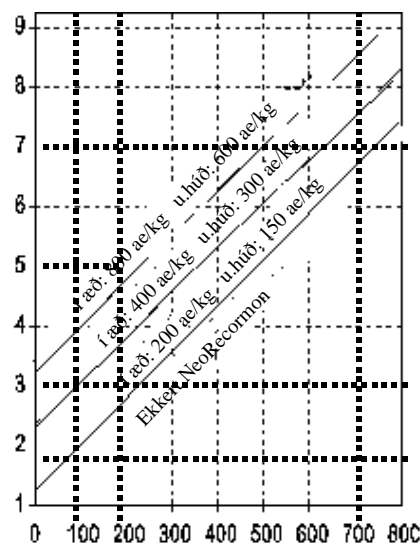 9
8
7
6
5
4
3
2
1
0 100 200 300 400 500 600 700 800
í æð: 800 ae/kg u.húð: 600 ae/kg
í æð: 400 ae/kg u.húð: 300 ae/kg
æð: 200 ae/kg u.húð: 150 ae/kg
Ekkert NeoRecormon